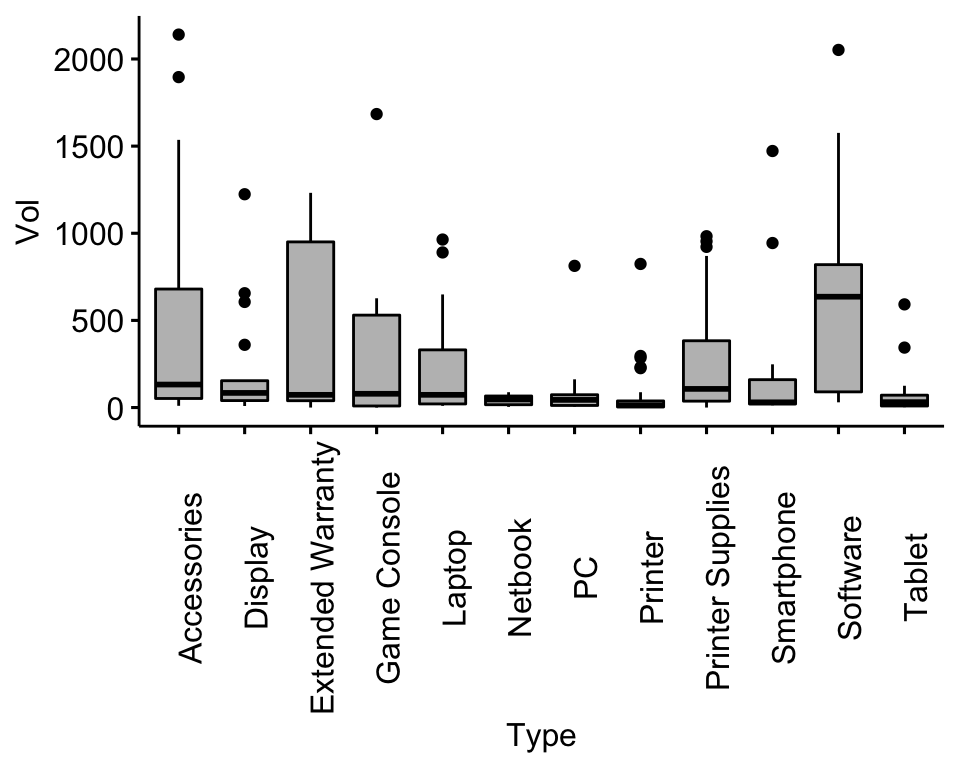 2000
1500
1000
500
0
Vol
Accessories
Display
Extended Warranty
Game Console
Laptop
Netbook
PC
Printer
Printer Supplies
Smartphone
Software
Tablet
Type